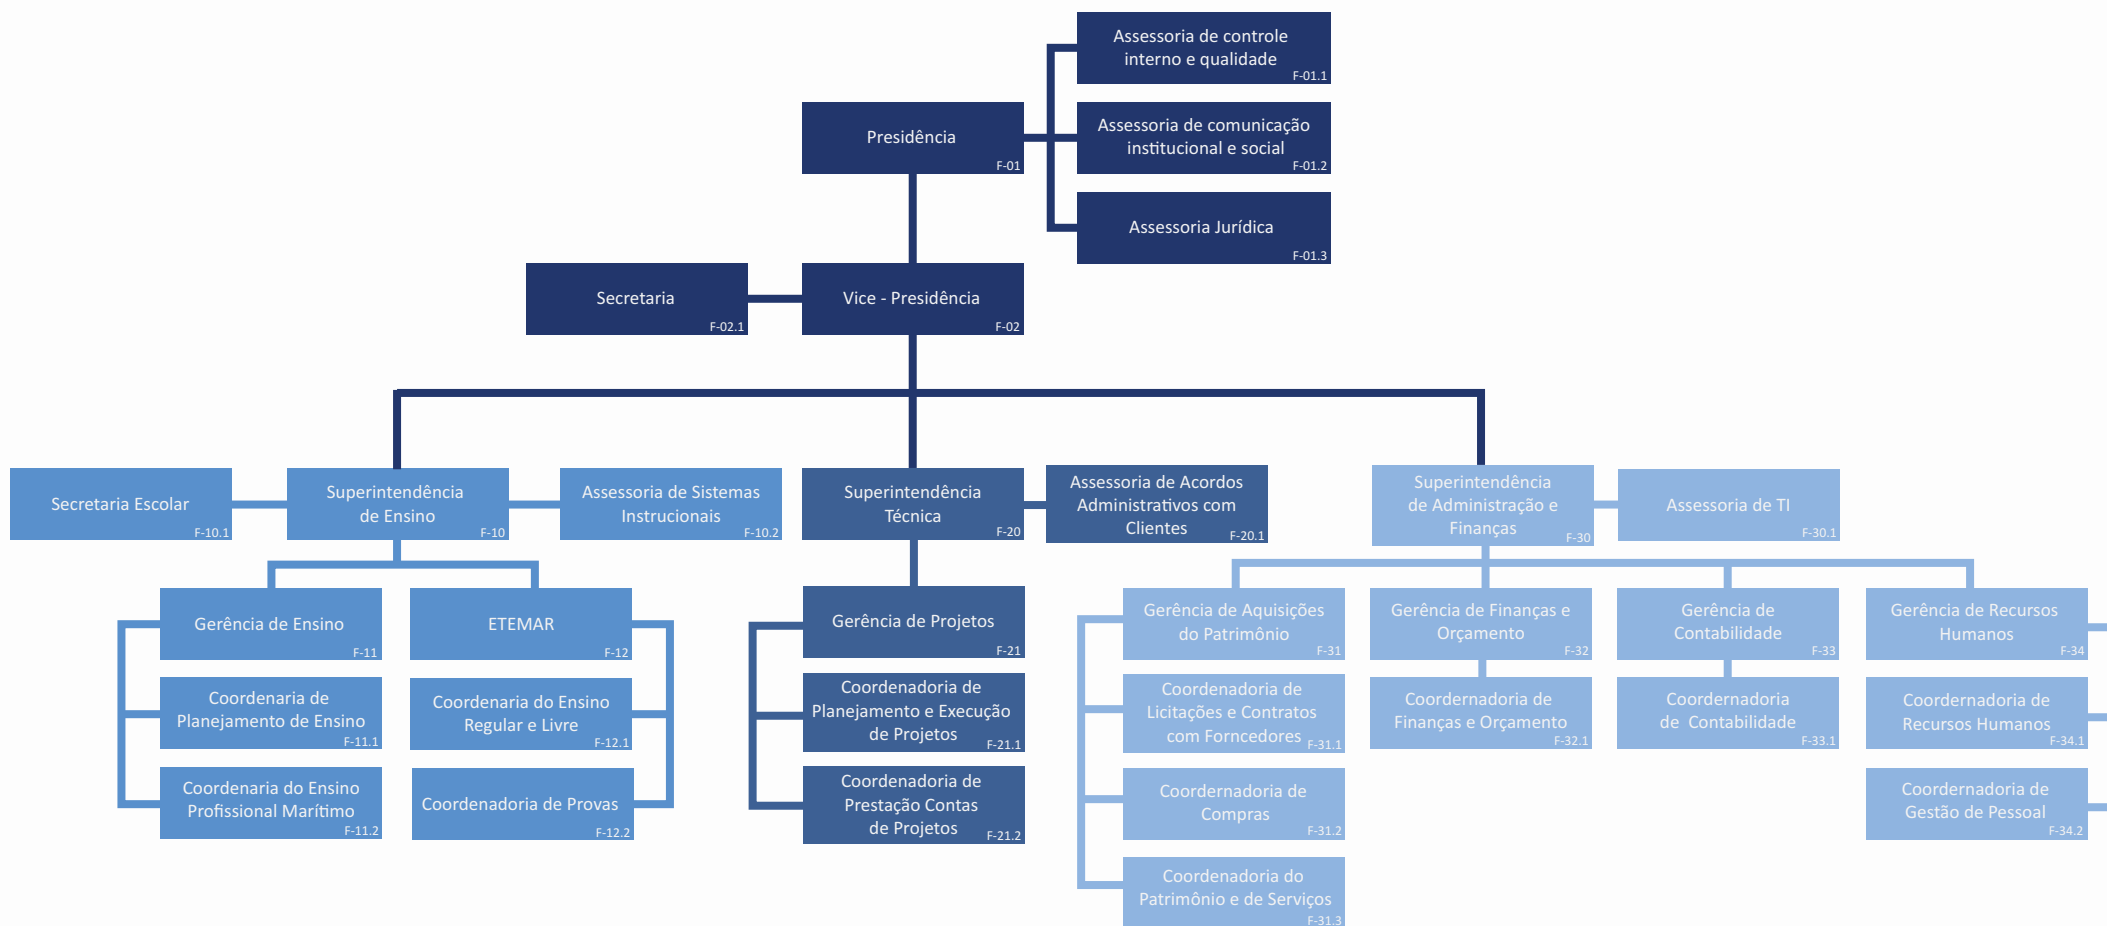 Assessoria de controle
interno e qualidade
F-01.1
Presidência
F-01
Assessoria de comunicação
institucional e social
F-01.2
Assessoria Jurídica
F-01.3
Secretaria
F-02.1
Vice - Presidência
F-02
Secretaria Escolar
F-10.1
Superintendência
de Ensino
F-10
Assessoria de Sistemas
Instrucionais
F-10.2
Superintendência
Técnica
F-20
Assessoria de Acordos
Administrativos com
Clientes
F-20.1
Superintendência
de Administração e
Finanças
F-30
Assessoria de TI
F-30.1
Gerência de Ensino
F-11
ETEMAR
F-12
Gerência de Projetos
F-21
Gerência de Aquisições
do Patrimônio
F-31
Gerência de Finanças e
Orçamento
F-32
Gerência de
Contabilidade
F-33
Gerência de Recursos
Humanos
F-34
Coordenaria de
Planejamento de Ensino
F-11.1
Coordenaria do Ensino
Regular e Livre
F-12.1
Coordenadoria de
Planejamento e Execução
de Projetos
F-21.1
Coordenadoria de
Licitações e Contratos
com Forncedores
F-31.1
Coordernadoria de
Finanças e Orçamento
F-32.1
Coordernadoria
de Contabilidade
F-33.1
Coordernadoria de
Recursos Humanos
F-34.1
Coordenaria do Ensino
Profissional Marítimo
F-11.2
Coordenadoria de Provas
F-12.2
Coordenadoria de
Prestação Contas
de Projetos
F-21.2
Coordernadoria de
Compras
F-31.2
Coordernadoria de
Gestão de Pessoal
F-34.2
Coordenadoria do
Patrimônio e de Serviços
F-31.3